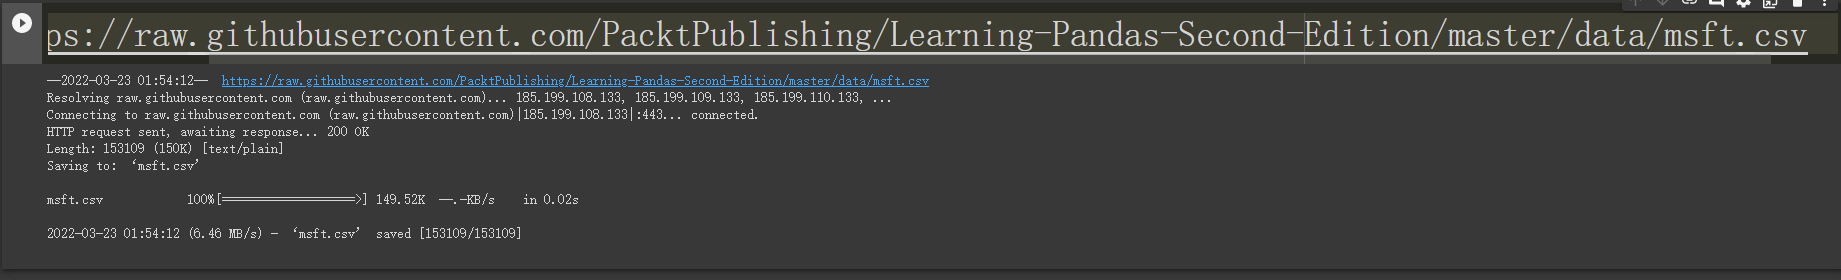 ps://raw.githubusercontent.com/PacktPublishing/Learning-Pandas-Second-Edition/master/data/msft.csv
--2022-03-23 01:54:12--  https://raw.githubusercontent.com/PacktPublishing/Learning-Pandas-Second-Edition/master/data/msft.csv
Resolving raw.githubusercontent.com (raw.githubusercontent.com)... 185.199.108.133, 185.199.109.133, 185.199.110.133, ...
Connecting to raw.githubusercontent.com (raw.githubusercontent.com)|185.199.108.133|:443... connected.
HTTP request sent, awaiting response... 200 OK
Length: 153109 (150K) [text/plain]
Saving to: ‘msft.csv’
msft.csv            100%[===================>] 149.52K  --.-KB/s    in 0.02s
2022-03-23 01:54:12 (6.46 MB/s) - ‘msft.csv’ saved [153109/153109]